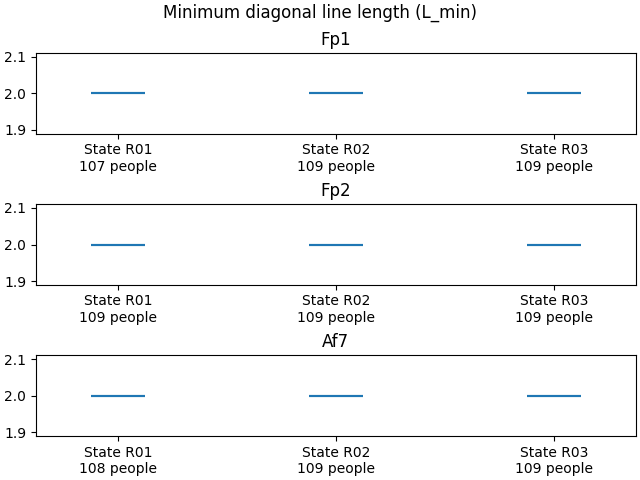 Minimum diagonal line length (L_min)
Fp1
2.1
2.0
1.9
State R01 State R02 State R03
107 people 109 people 109 people
Fp2
2.1
2.0
1.9
State R01 State R02 State R03
109 people 109 people 109 people
Af7
2.1
2.0
1.9
State R01 State R02 State R03
108 people 109 people 109 people